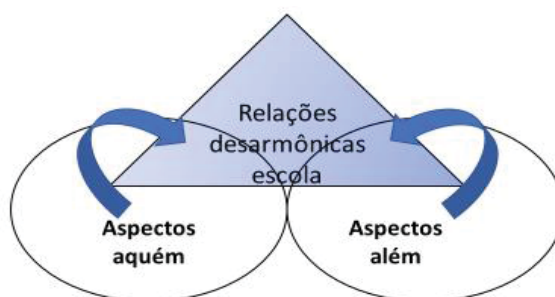 Relações
desarmônicas
escola
Aspectos
aquém
Aspectos
além